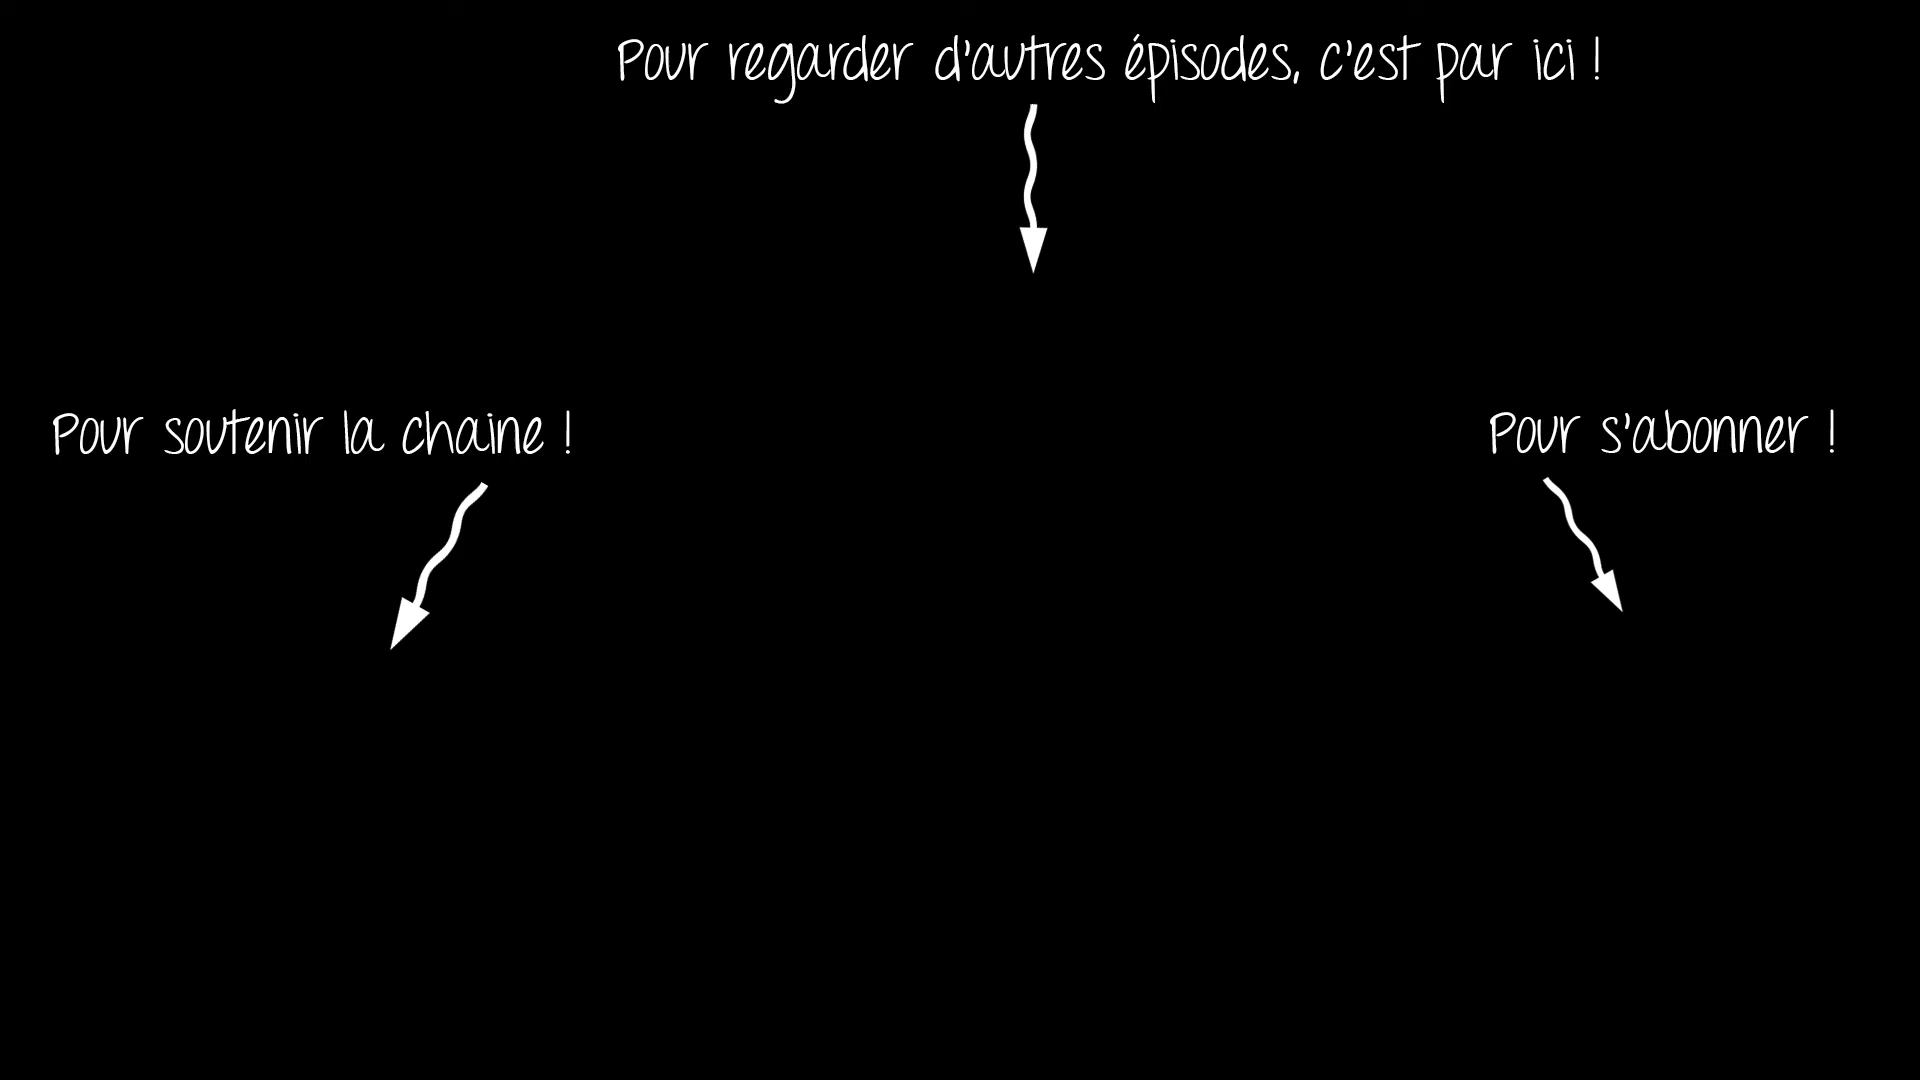 Pour regarder d'autres épisodes, c'est par ici !
Pour soutenir la chaine !
Pour s'abonner !